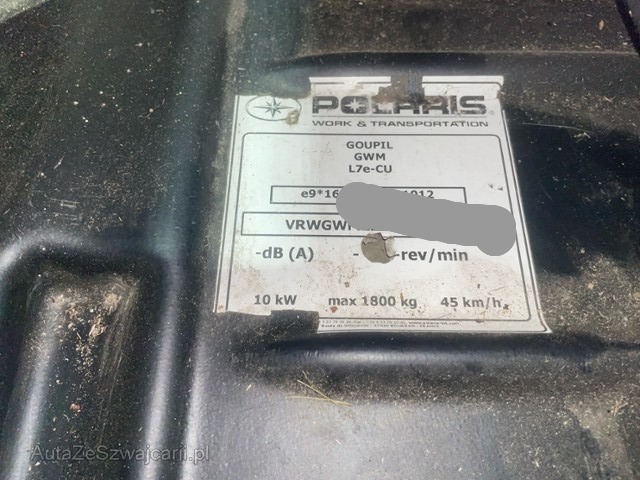 POLARIS
WORK & TRANSPORTATION
GOUPIL
GWM
L7e-CU
e9*16 1012
VRWGW
-dB (A) - -rev/min
10 kW max 1800 kg 45 km/h
AutaZeSzwajcarii.pl